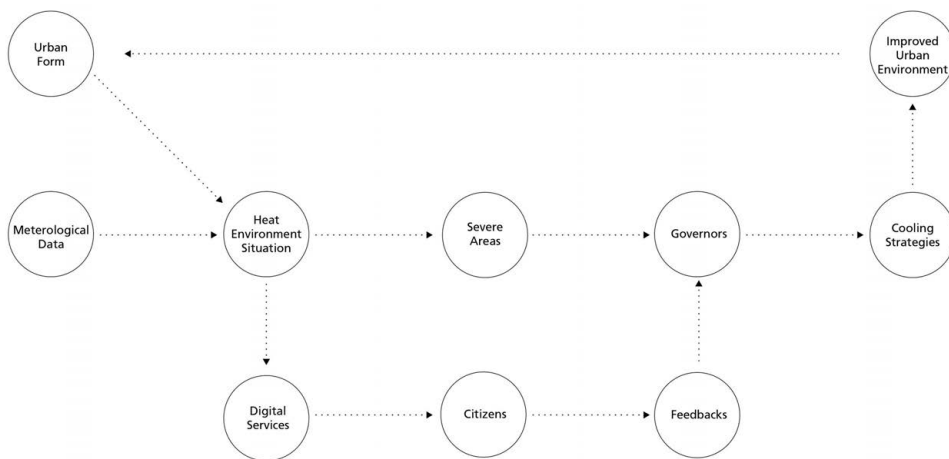 Urban
Form
Improved
Urban
Environment
Meterological
Data
Heat
Environment
Situation
Severe
Areas
Governors
Cooling
Strategies
Digital
Services
Citizens
Feedbacks